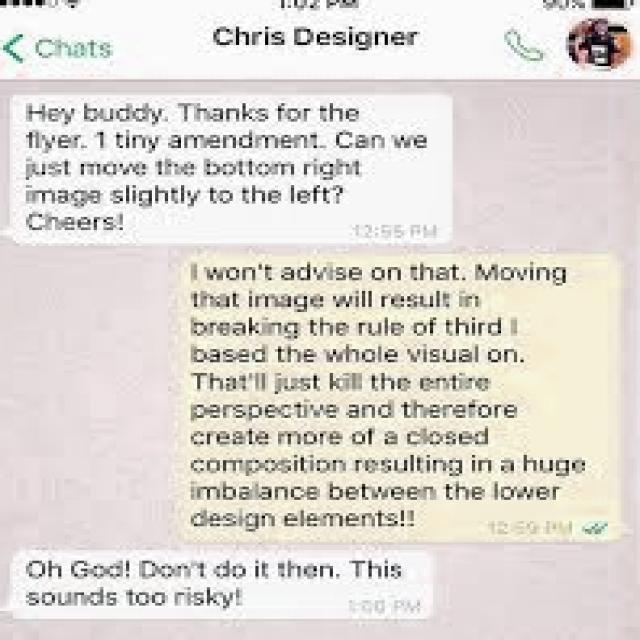 1:02 PM
90%
Chats
Chris Designer
Hey buddy. Thanks for the
flyer. 1 tiny amendment. Can we
just move the bottom right
image slightly to the left?
Cheers!
12:55 PM
I won't advise on that. Moving
that image will result in
breaking the rule of third I
based the whole visual on.
That'll just kill the entire
perspective and therefore
create more of a closed
composition resulting in a huge
imbalance between the lower
design elements!!
12:59 PM
Oh God! Don't do it then. This
sounds too risky!
1:00 PM